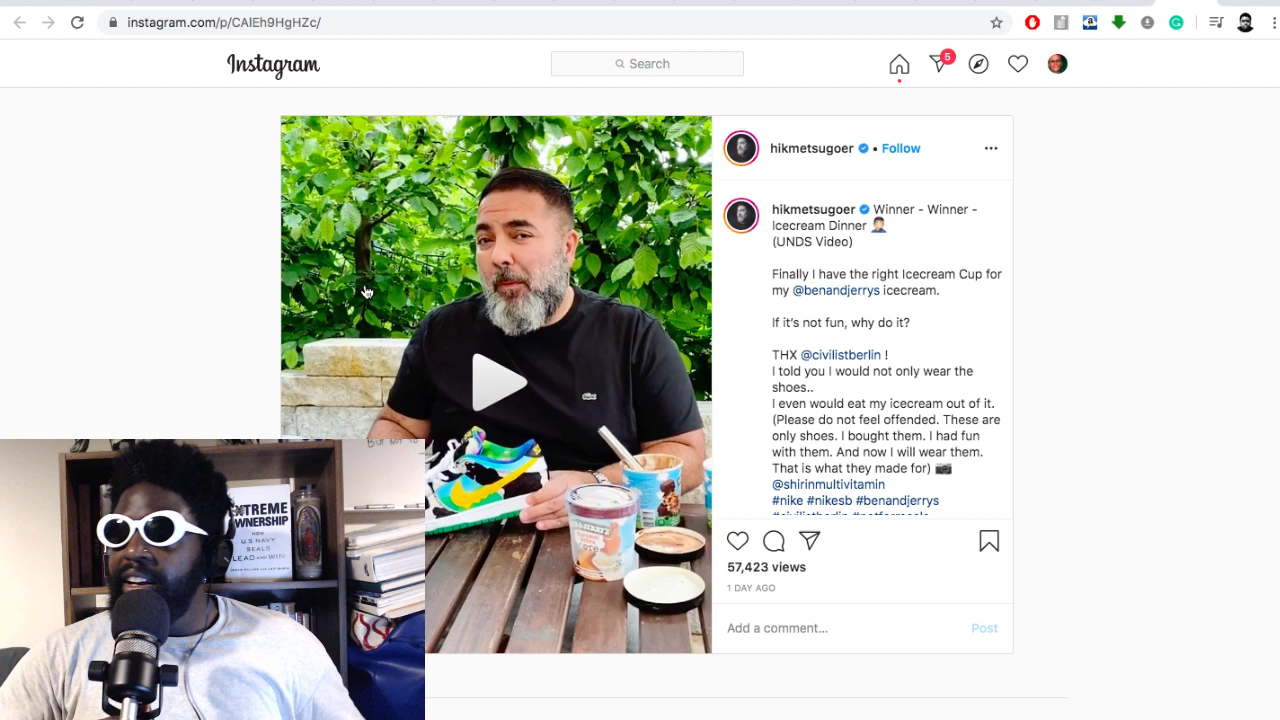 instagram.com/p/CAlEh9HgHZc/
Instagram
Search
5
hikmetsugoer • Follow
hikmetsugoer Winner - Winner -
Icecream Dinner
(UNDS Video)
Finally I have the right Icecream Cup for
my @benandjerrys icecream.
If it's not fun, why do it?
THX @civilistberlin !
I told you I would not only wear the
shoes..
I even would eat my icecream out of it.
(Please do not feel offended. These are
only shoes. I bought them. I had fun
with them. And now I will wear them.
That is what they made for)
@shirinmultivitamin
#nike #nikesb #benandjerrys
57,423 views
1 DAY AGO
Add a comment...
Post
BUT NOT
EXTREME
OWNERSHIP
HOW
U.S. NAVY
SEALS
LEAD AND WIN